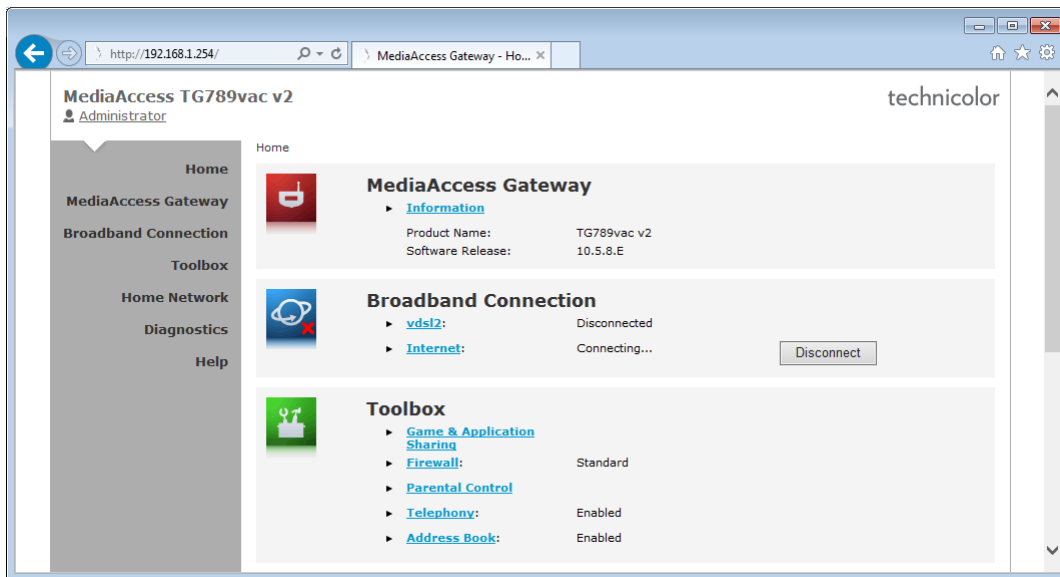 http://192.168.1.254/
MediaAccess Gateway - Ho...
MediaAccess TG789vac v2
technicolor
Administrator
Home
MediaAccess Gateway
Broadband Connection
Toolbox
Home Network
Diagnostics
Help
Home
MediaAccess Gateway
Information
Product Name: TG789vac v2
Software Release: 10.5.8.E
Broadband Connection
vdsl2: Disconnected
Internet: Connecting... Disconnect
Toolbox
Game & Application
Sharing
Firewall: Standard
Parental Control
Telephony: Enabled
Address Book: Enabled